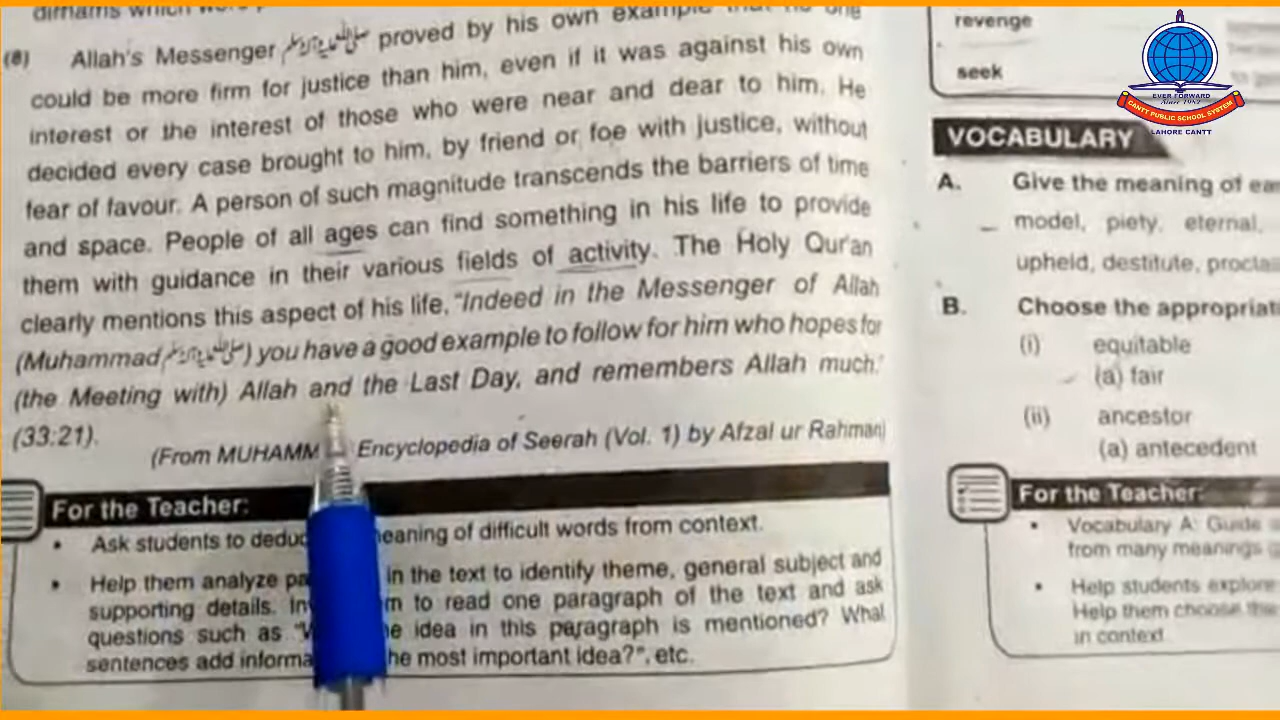 dirhams which
(8) Allah's Messenger ﷺ proved by his own example that no one
could be more firm for justice than him, even if it was against his own
interest or the interest of those who were near and dear to him. He
decided every case brought to him, by friend or foe with justice, without
fear of favour. A person of such magnitude transcends the barriers of time
and space. People of all ages can find something in his life to provide
them with guidance in their various fields of activity. The Holy Qur'an
clearly mentions this aspect of his life, "Indeed in the Messenger of Allah
(Muhammad ﷺ) you have a good example to follow for him who hopes for
(the Meeting with) Allah and the Last Day, and remembers Allah much."
(33:21).
(From MUHAMM Encyclopedia of Seerah (Vol. 1) by Afzal ur Rahman)
For the Teacher:
• Ask students to deduc eaning of difficult words from context.
• Help them analyze pa in the text to identify theme, general subject and
supporting details. In m to read one paragraph of the text and ask
questions such as "W e idea in this paragraph is mentioned? What
sentences add informa he most important idea?", etc.
revenge
seek
VOCABULARY
A. Give the meaning of ea
model, piety, eternal,
upheld, destitute, procla
B. Choose the appropriat
(i) equitable
(a) fair
(ii) ancestor
(a) antecedent
For the Teacher:
• Vocabulary A: Guide
from many meanings
• Help students explore
Help them choose the
in context
EVER FORWARD
Since 1982
CANTT PUBLIC SCHOOL SYSTEM
LAHORE CANTT